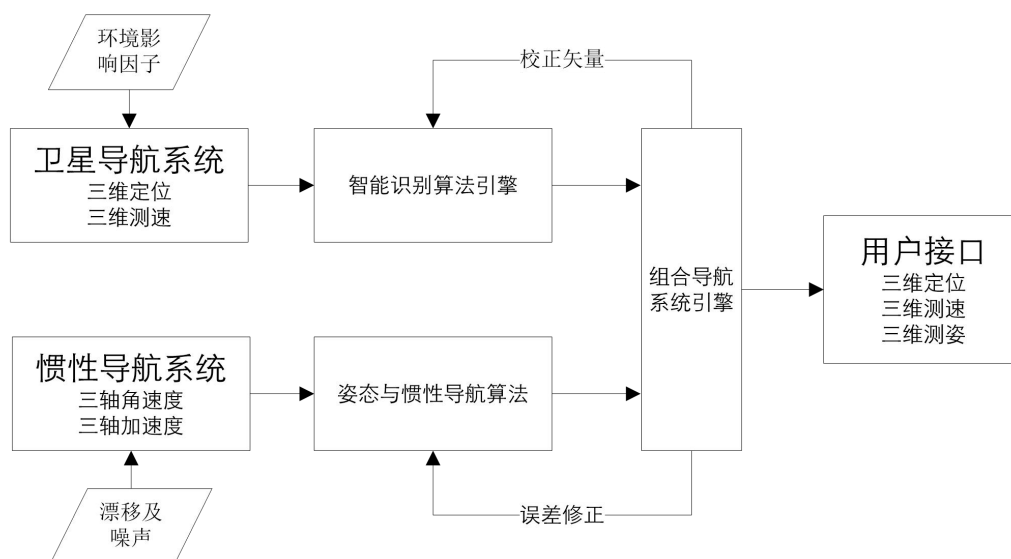 环境影
响因子
校正矢量
卫星导航系统
三维定位
三维测速
智能识别算法引擎
组合导航
系统引擎
用户接口
三维定位
三维测速
三维测姿
惯性导航系统
三轴角速度
三轴加速度
姿态与惯性导航算法
漂移及
噪声
误差修正